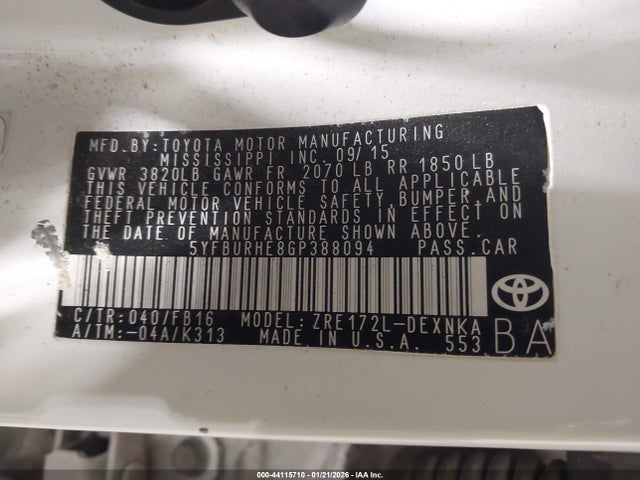 MFD.BY:TOYOTA MOTOR MANUFACTURING
MISSISSIPPI INC.09/15
GVWR 3820LB GAWR FR 2070 LB RR 1850 LB
THIS VEHICLE CONFORMS TO ALL APPLICABLE
FEDERAL MOTOR VEHICLE SAFETY,BUMPER,AND
THEFT PREVENTION STANDARDS IN EFFECT ON
THE DATE OF MANUFACTURE SHOWN ABOVE.
5YFBURHE8GP388094 PASS.CAR
C/TR:040/FB16 MODEL:ZRE172L-DEXNKA
A/TM:-04A/K313 MADE IN U.S.A. 553
BA
000-44115710 - 01/21/2026 - IAA Inc.